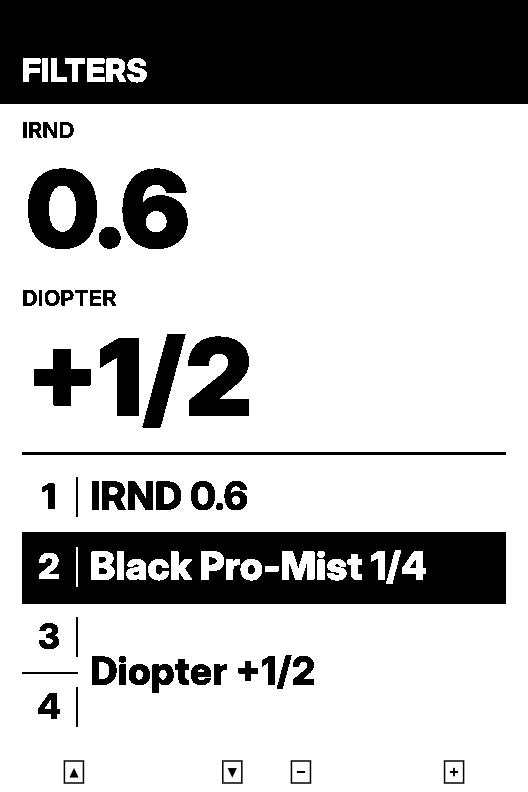 FILTERS
IRND
0.6
DIOPTER
+1/2
1 IRND 0.6
2 Black Pro-Mist 1/4
3
Diopter +1/2
4
▲ ▼ − +